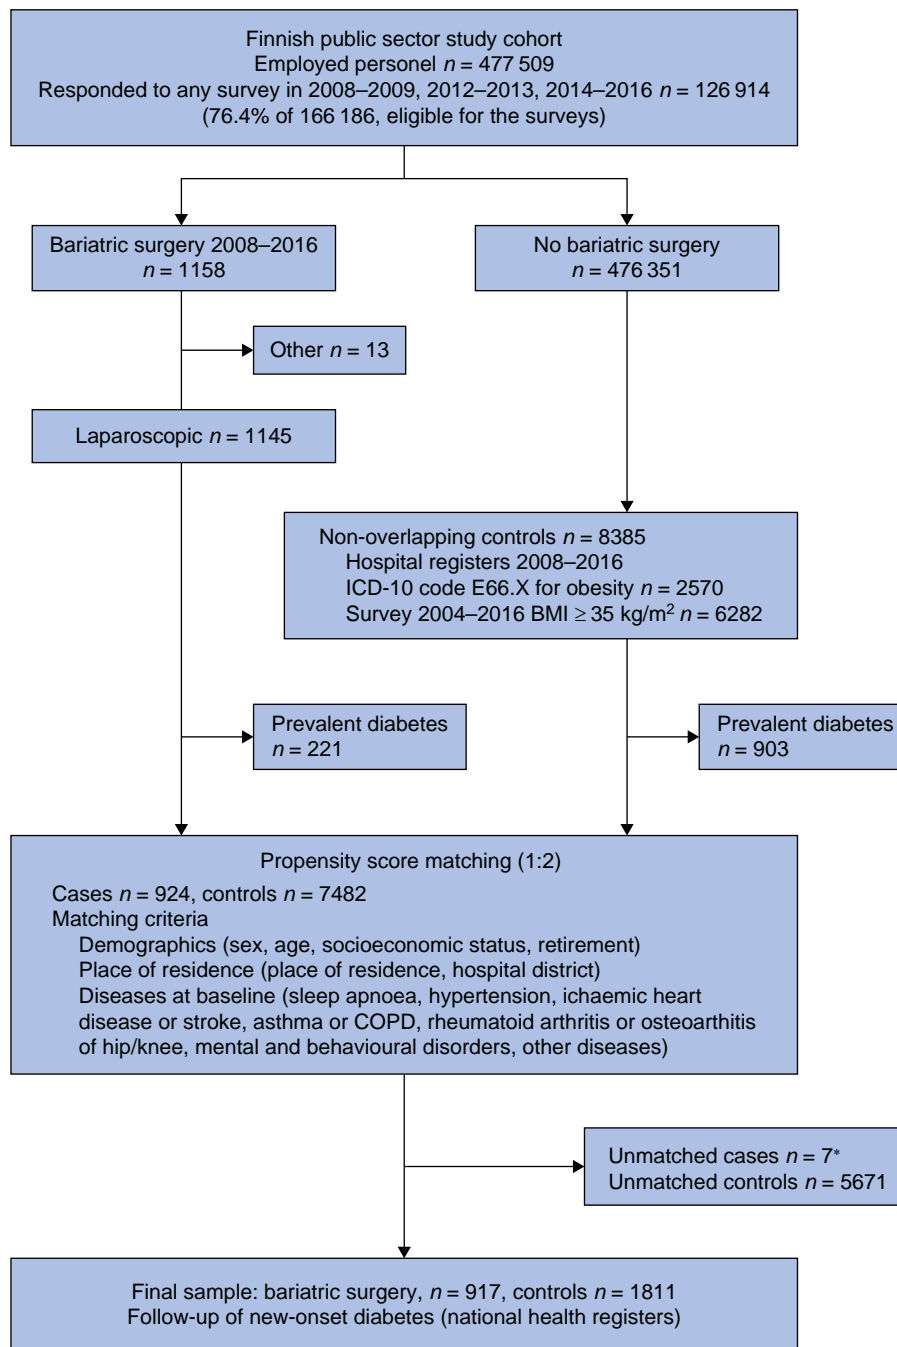 Finnish public sector study cohort
Employed personel n = 477 509
Responded to any survey in 2008–2009, 2012–2013, 2014–2016 n = 126 914
(76.4% of 166 186, eligible for the surveys)
Bariatric surgery 2008–2016
n = 1158
No bariatric surgery
n = 476 351
Other n = 13
Laparoscopic n = 1145
Non-overlapping controls n = 8385
Hospital registers 2008–2016
ICD-10 code E66.X for obesity n = 2570
Survey 2004–2016 BMI ≥ 35 kg/m² n = 6282
Prevalent diabetes
n = 221
Prevalent diabetes
n = 903
Propensity score matching (1:2)
Cases n = 924, controls n = 7482
Matching criteria
Demographics (sex, age, socioeconomic status, retirement)
Place of residence (place of residence, hospital district)
Diseases at baseline (sleep apnoea, hypertension, ichaemic heart
disease or stroke, asthma or COPD, rheumatoid arthritis or osteoarthitis
of hip/knee, mental and behavioural disorders, other diseases)
Unmatched cases n = 7*
Unmatched controls n = 5671
Final sample: bariatric surgery, n = 917, controls n = 1811
Follow-up of new-onset diabetes (national health registers)